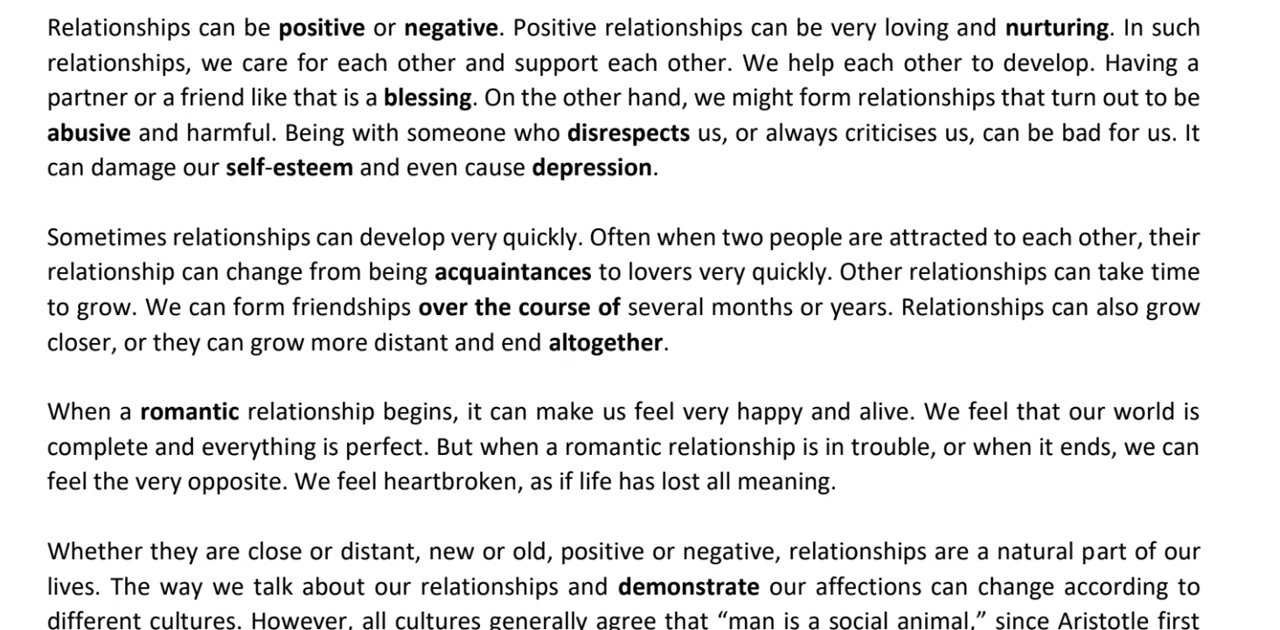 Relationships can be positive or negative. Positive relationships can be very loving and nurturing. In such
relationships, we care for each other and support each other. We help each other to develop. Having a
partner or a friend like that is a blessing. On the other hand, we might form relationships that turn out to be
abusive and harmful. Being with someone who disrespects us, or always criticises us, can be bad for us. It
can damage our self-esteem and even cause depression.
Sometimes relationships can develop very quickly. Often when two people are attracted to each other, their
relationship can change from being acquaintances to lovers very quickly. Other relationships can take time
to grow. We can form friendships over the course of several months or years. Relationships can also grow
closer, or they can grow more distant and end altogether.
When a romantic relationship begins, it can make us feel very happy and alive. We feel that our world is
complete and everything is perfect. But when a romantic relationship is in trouble, or when it ends, we can
feel the very opposite. We feel heartbroken, as if life has lost all meaning.
Whether they are close or distant, new or old, positive or negative, relationships are a natural part of our
lives. The way we talk about our relationships and demonstrate our affections can change according to
different cultures. However, all cultures generally agree that “man is a social animal,” since Aristotle first